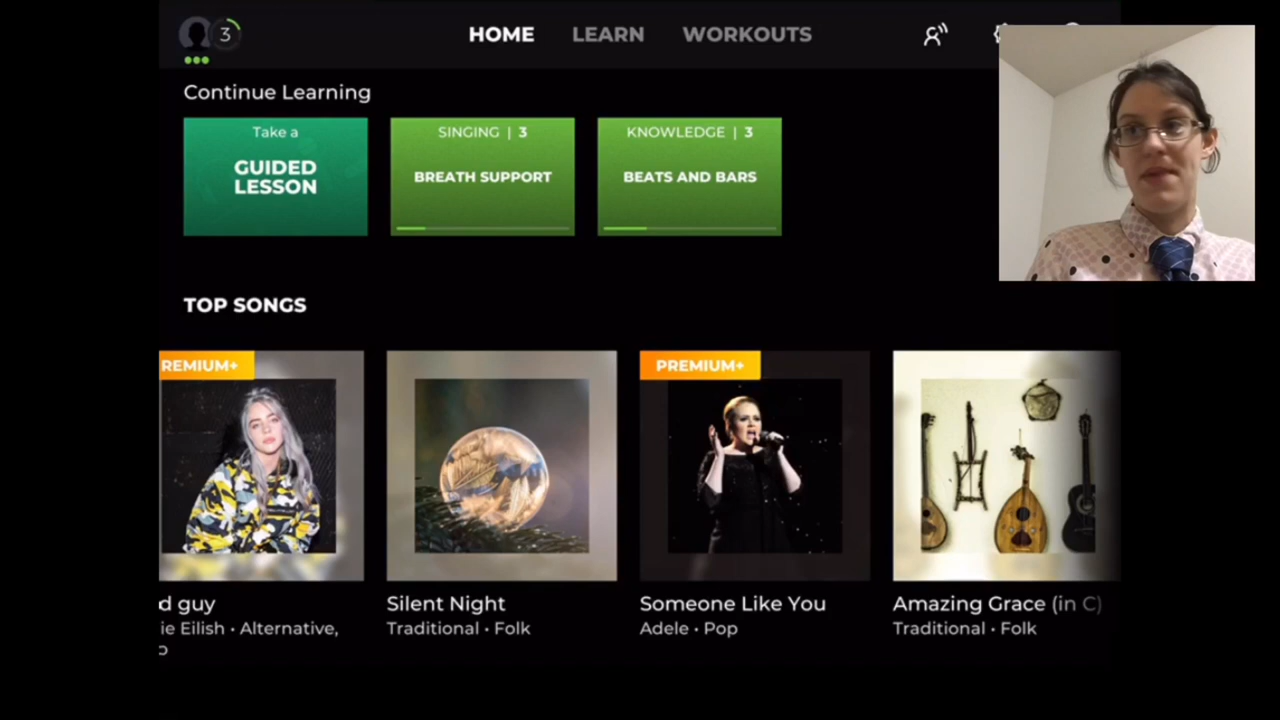 3
HOME LEARN WORKOUTS
Continue Learning
Take a
GUIDED
LESSON
SINGING | 3
BREATH SUPPORT
KNOWLEDGE | 3
BEATS AND BARS
TOP SONGS
REMIUM+
d guy
ie Eilish • Alternative,
o
Silent Night
Traditional • Folk
PREMIUM+
Someone Like You
Adele • Pop
Amazing Grace (in C)
Traditional • Folk